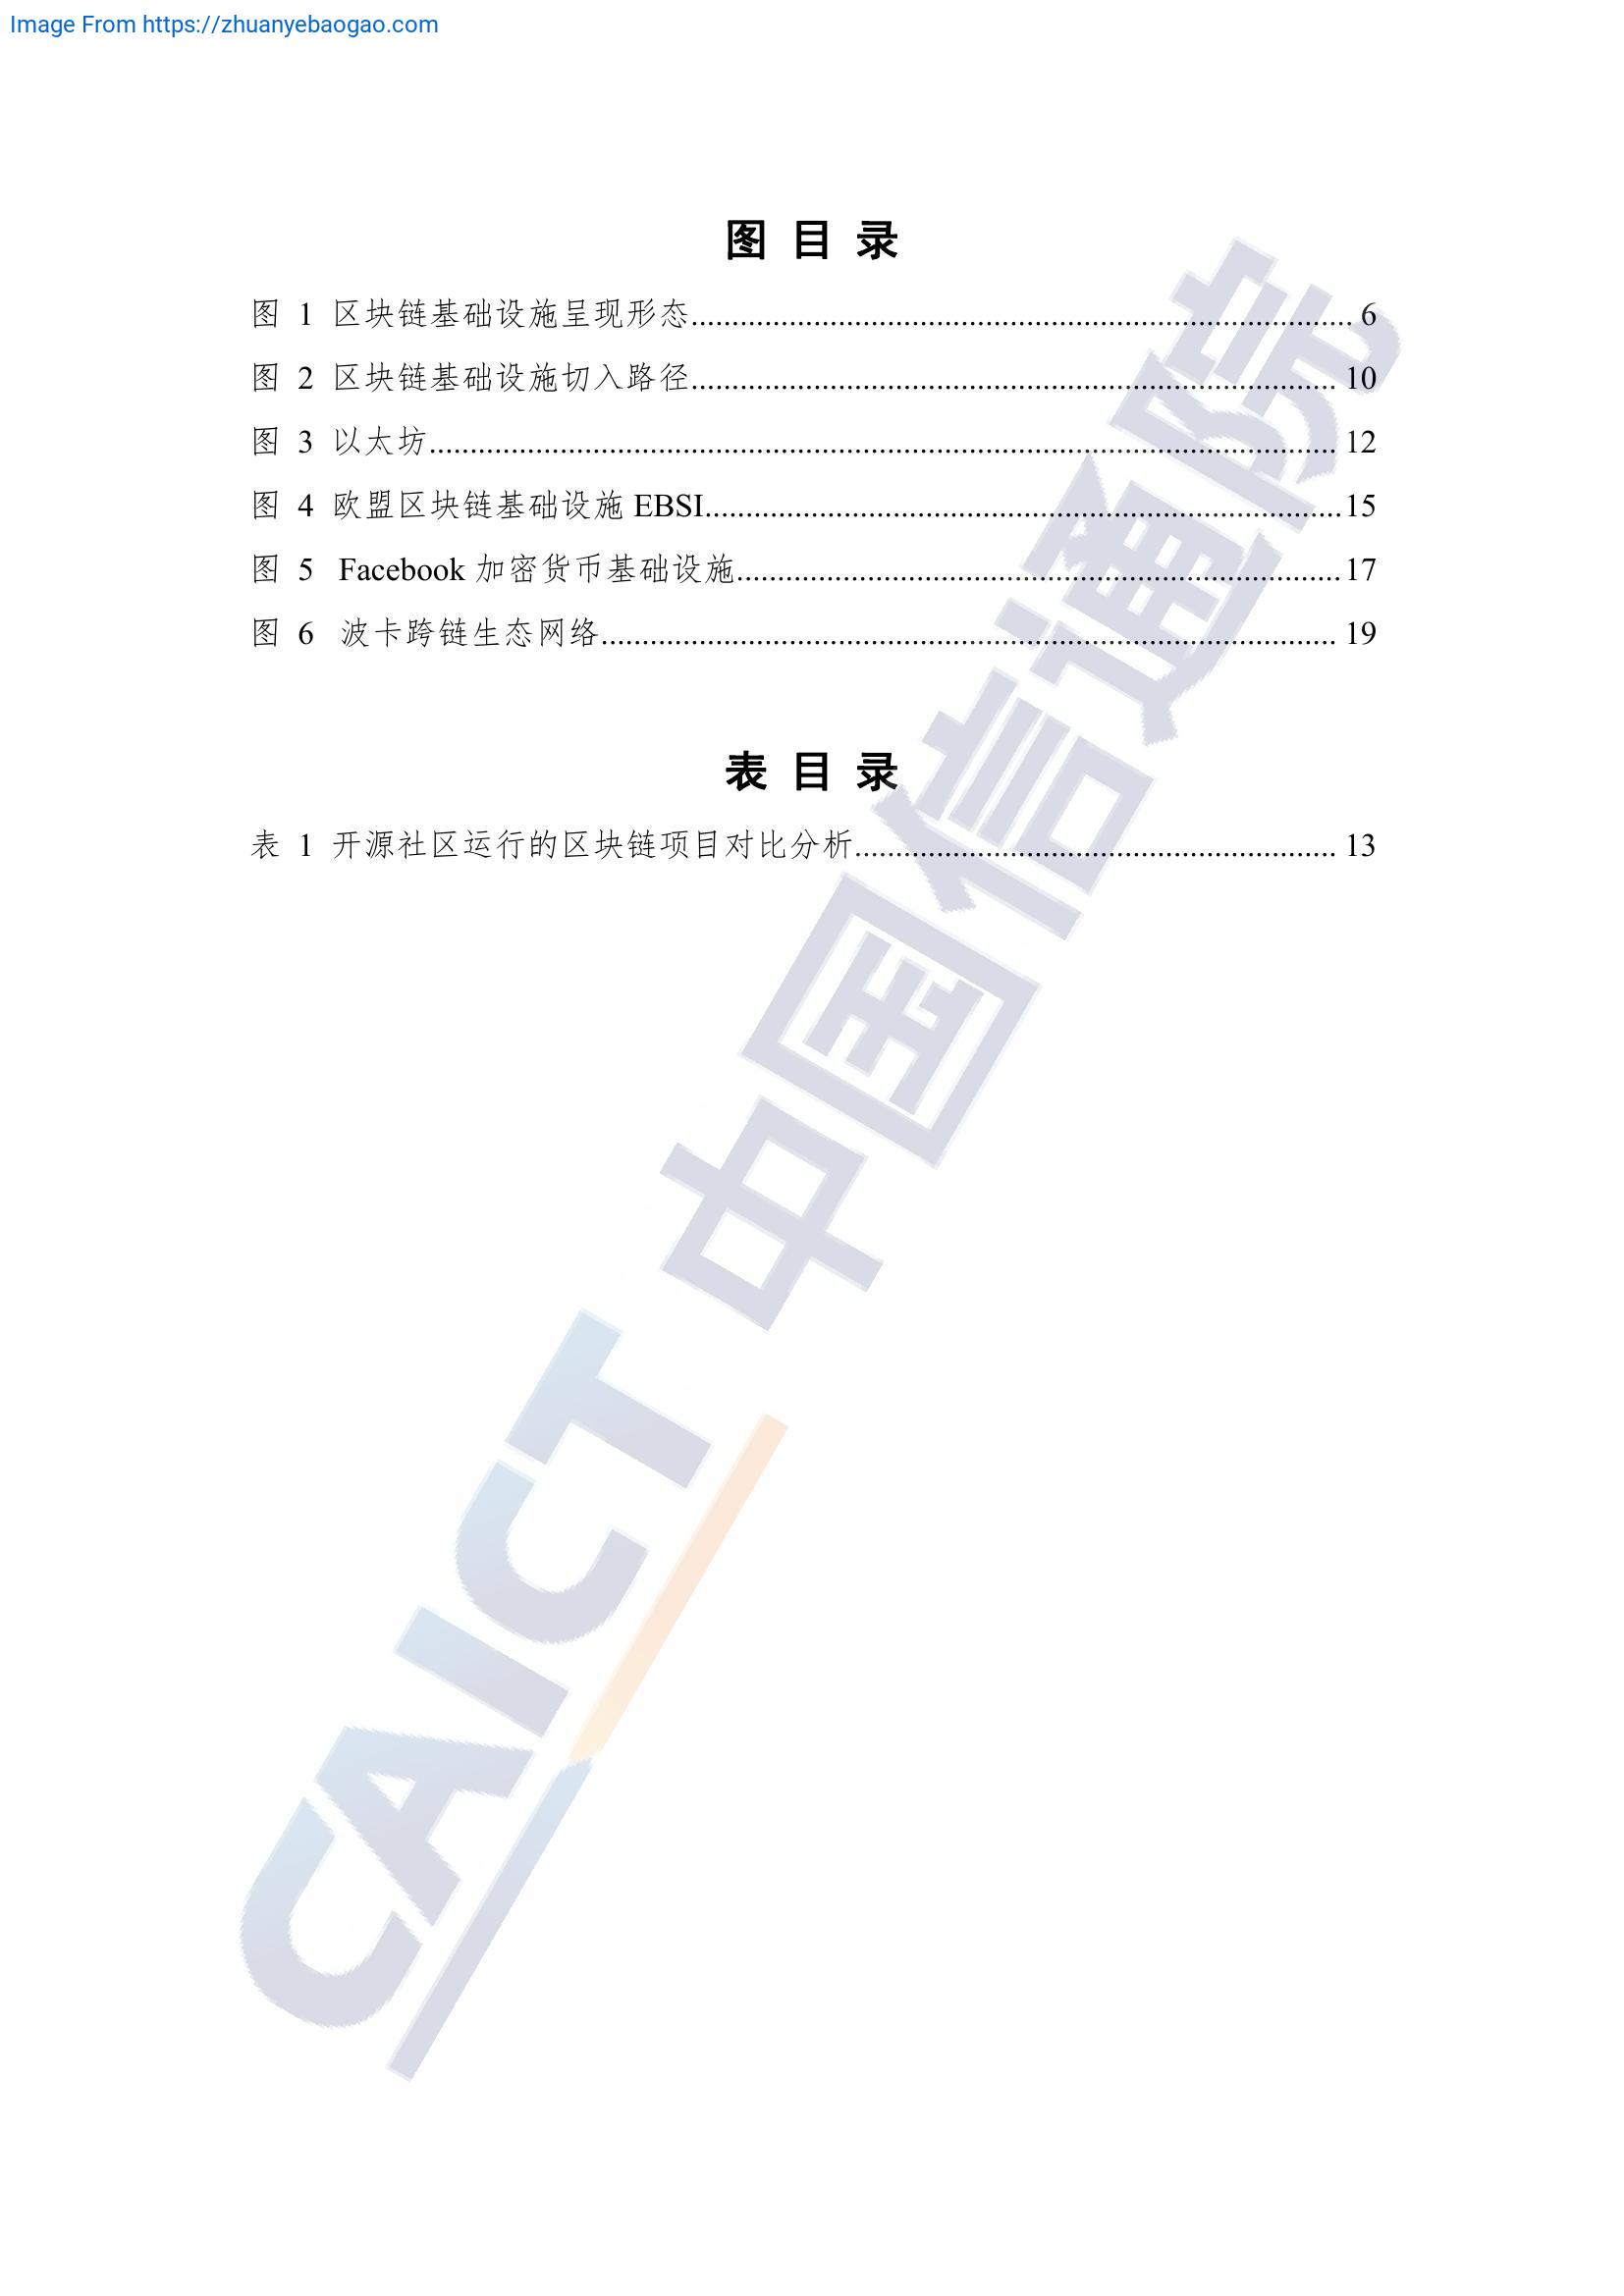 Image From https://zhuanyebaogao.com
图 目 录
图 1 区块链基础设施呈现形态........................................ 6
图 2 区块链基础设施切入路径........................................ 10
图 3 以太坊........................................ 12
图 4 欧盟区块链基础设施 EBSI........................................15
图 5 Facebook 加密货币基础设施........................................17
图 6 波卡跨链生态网络........................................ 19
表 目 录
表 1 开源社区运行的区块链项目对比分析........................................ 13
CAICT 中国信通院